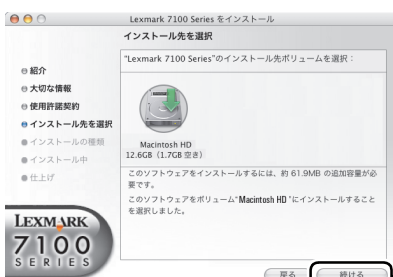 Lexmark 7100 Series をインストール
インストール先を選択
"Lexmark 7100 Series"のインストール先ボリュームを選択：
紹介
大切な情報
使用許諾契約
インストール先を選択
インストールの種類
インストール中
仕上げ
Macintosh HD
12.6GB（1.7GB 空き）
このソフトウェアをインストールするには、約 61.9MB の追加容量が必
要です。
このソフトウェアをボリューム"Macintosh HD "にインストールすること
を選択しました。
LEXMARK
7100
SERIES
戻る
続ける